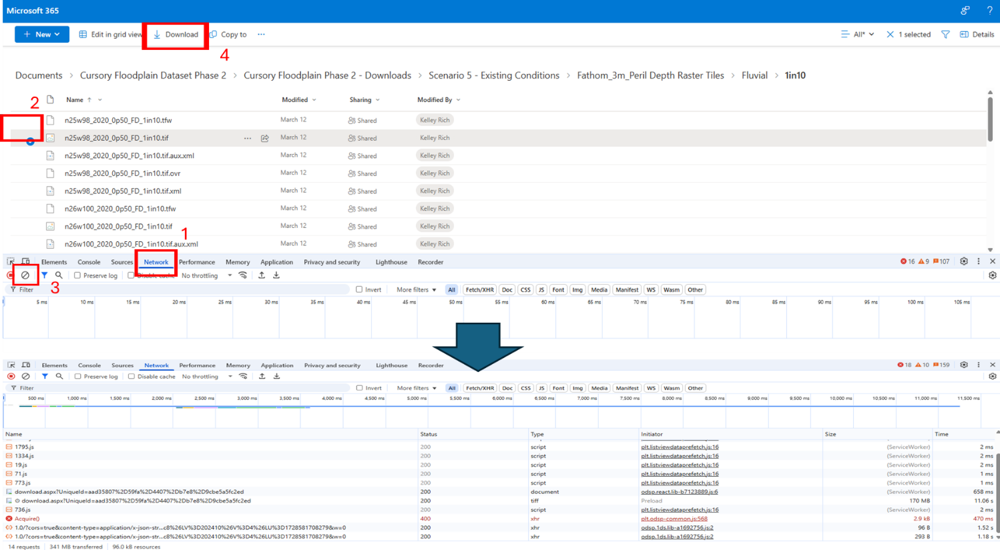 Microsoft 365
?
+ New
Edit in grid view
Download
Copy to
...
All*
1 selected
Details
4
Documents > Cursory Floodplain Dataset Phase 2 > Cursory Floodplain Phase 2 - Downloads > Scenario 5 - Existing Conditions > Fathom_3m_Peril Depth Raster Tiles > Fluvial > 1in10
2
Name Modified Sharing Modified By
n25w98_2020_0p50_FD_1in10.tfw March 12 Shared Kelley Rich
n25w98_2020_0p50_FD_1in10.tif ... March 12 Shared Kelley Rich
n25w98_2020_0p50_FD_1in10.tif.aux.xml March 12 Shared Kelley Rich
n25w98_2020_0p50_FD_1in10.tif.ovr March 12 Shared Kelley Rich
n25w98_2020_0p50_FD_1in10.tif.xml March 12 Shared Kelley Rich
n26w100_2020_0p50_FD_1in10.tfw March 12 Shared Kelley Rich
n26w100_2020_0p50_FD_1in10.tif March 12 Shared Kelley Rich
1
n26w100_2020_0p50_FD_1in10.tif.aux.xml March 12 Shared Kelley Rich
Elements Console Sources Network Performance Memory Application Privacy and security Lighthouse Recorder 16 9 107
Preserve log Disable cache No throttling
3
Filter Invert More filters All Fetch/XHR Doc CSS JS Font Img Media Manifest WS Wasm Other
5 ms 10 ms 15 ms 20 ms 25 ms 30 ms 35 ms 40 ms 45 ms 50 ms 55 ms 60 ms 65 ms 70 ms 75 ms 80 ms 85 ms 90 ms 95 ms 100 ms 105 ms
Elements Console Sources Network Performance Memory Application Privacy and security Lighthouse Recorder 18 10 159
Preserve log Disable cache No throttling
Filter Invert More filters All Fetch/XHR Doc CSS JS Font Img Media Manifest WS Wasm Other
500 ms 1,000 ms 1,500 ms 2,000 ms 2,500 ms 3,000 ms 3,500 ms 4,000 ms 4,500 ms 5,000 ms 5,500 ms 6,000 ms 6,500 ms 7,000 ms 7,500 ms 8,000 ms 8,500 ms 9,000 ms 9,500 ms 10,000 ms 10,500 ms 11,000 ms 11,500 ms
Name Status Type Initiator Size Time
1795.js 200 script plt.listviewdataprefetch.js:16 (ServiceWorker) 2 ms
1334.js 200 script plt.listviewdataprefetch.js:16 (ServiceWorker) 2 ms
19.js 200 script plt.listviewdataprefetch.js:16 (ServiceWorker) 2 ms
71.js 200 script plt.listviewdataprefetch.js:16 (ServiceWorker) 1 ms
773.js 200 script plt.listviewdataprefetch.js:16 (ServiceWorker) 1 ms
download.aspx?UniqueId=aad35807%2D59fa%2D4407%2Db7e8%2D9cbe5a5fc2ed 200 document odsp.react.lib-b7123889.js:6 658 ms
download.aspx?UniqueId=aad35807%2D59fa%2D4407%2Db7e8%2D9cbe5a5fc2ed 200 tiff Preload 170 MB 11.06 s
736.js 200 script plt.listviewdataprefetch.js:16 (ServiceWorker) 2 ms
Acquire() 400 xhr plt.odsp-common.js:568 2.9 kB 470 ms
1.0/?cors=true&content-type=application/x-json-str...c8%26LV%3D202410%26V%3D4%26LU%3D1728581708279&w=0 200 xhr odsp.1ds.lib-a1692756.js:2 96 B 1.52 s
1.0/?cors=true&content-type=application/x-json-str...c8%26LV%3D202410%26V%3D4%26LU%3D1728581708279&w=0 200 xhr odsp.1ds.lib-a1692756.js:2 293 B 1.18 s
14 requests 341 MB transferred 96.0 kB resources